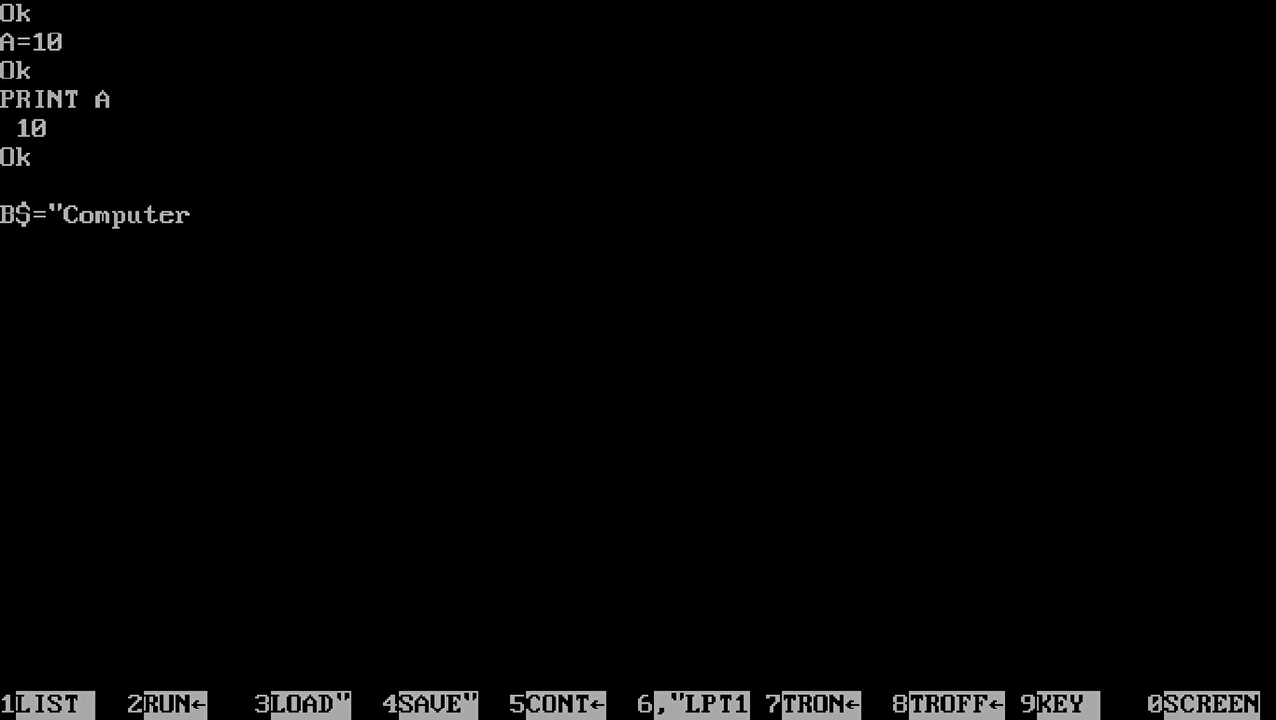 Ok
A=10
Ok
PRINT A
 10
Ok
B$="Computer
1LIST 2RUN← 3LOAD" 4SAVE" 5CONT← 6,"LPT1 7TRON← 8TROFF← 9KEY 0SCREEN